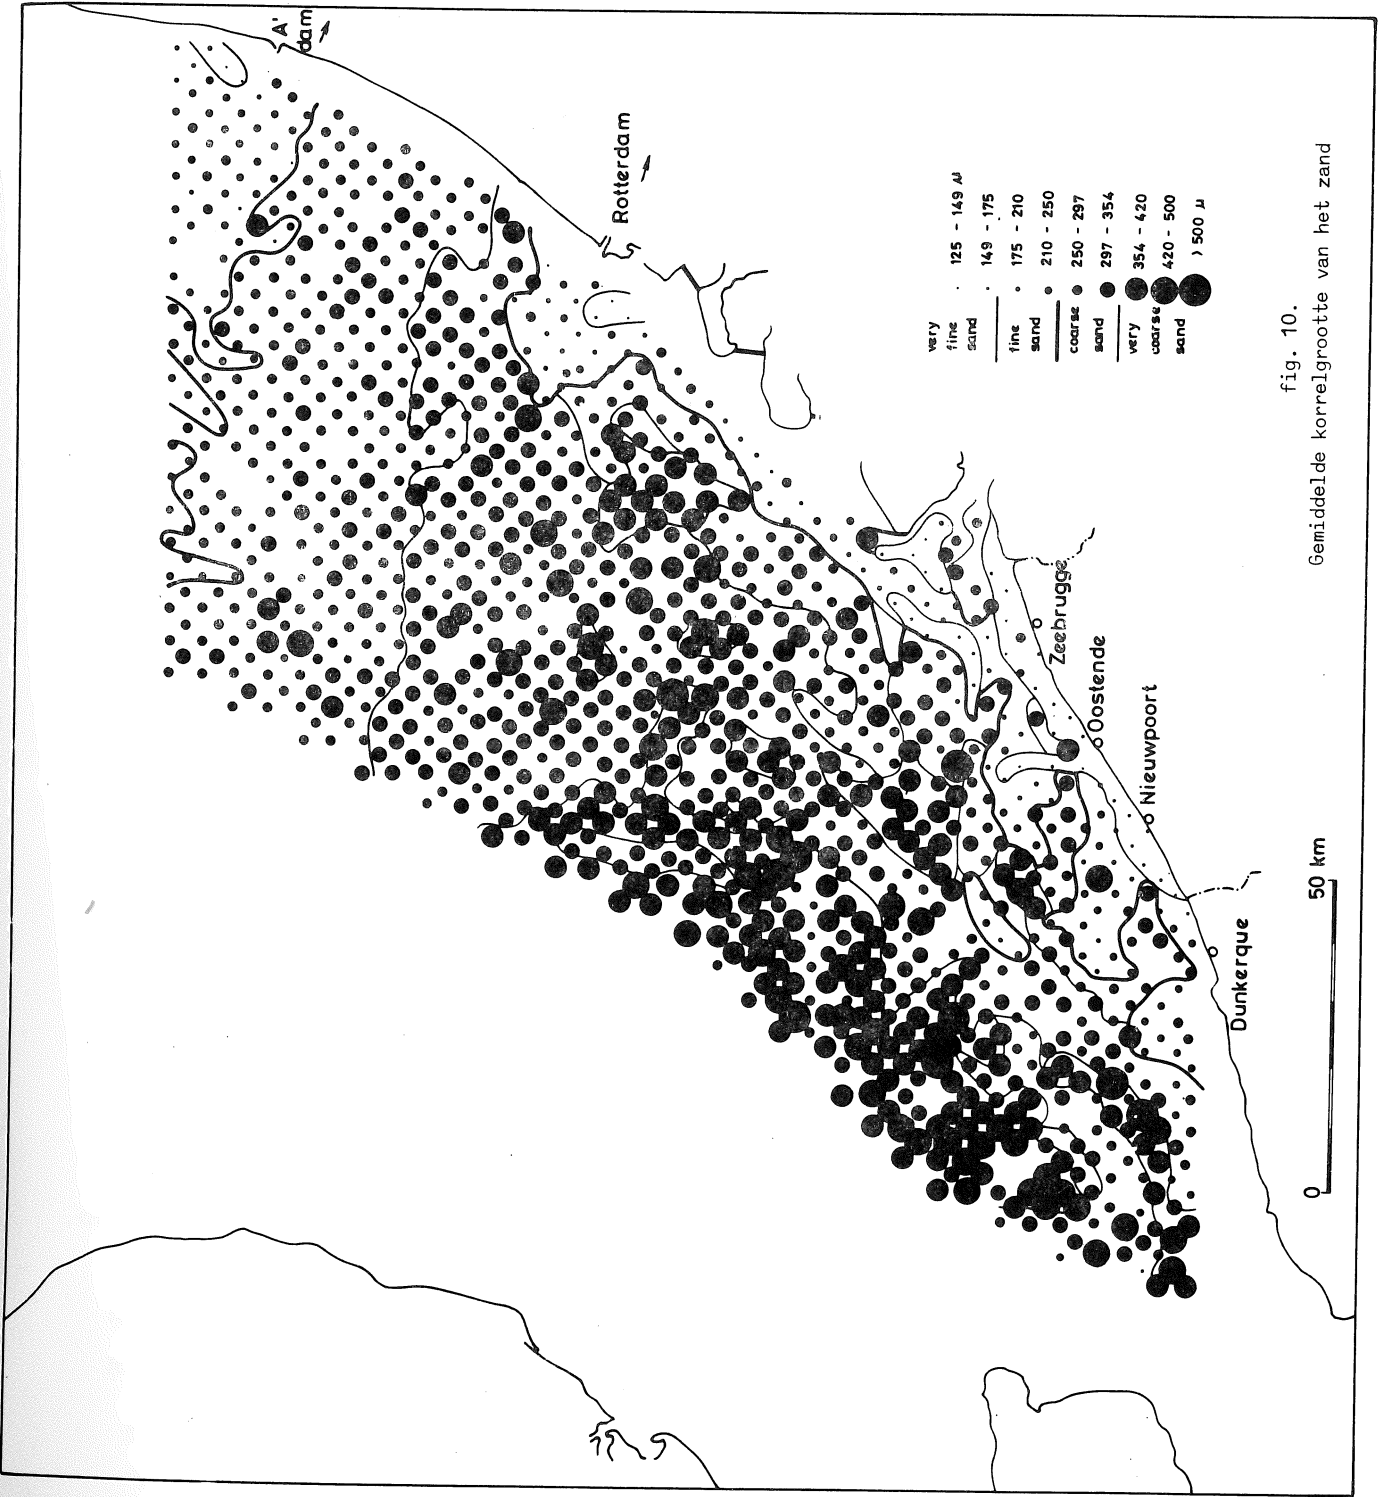 A'
dam
Rotterdam
Zeebrugge
Oostende
Nieuwpoort
Dunkerque
very
fine
sand
125 - 149 μ
149 - 175
fine
sand
175 - 210
210 - 250
coarse
sand
250 - 297
297 - 354
very
coarse
sand
354 - 420
420 - 500
> 500 μ
0 50 km
fig. 10.
Gemiddelde korrelgrootte van het zand